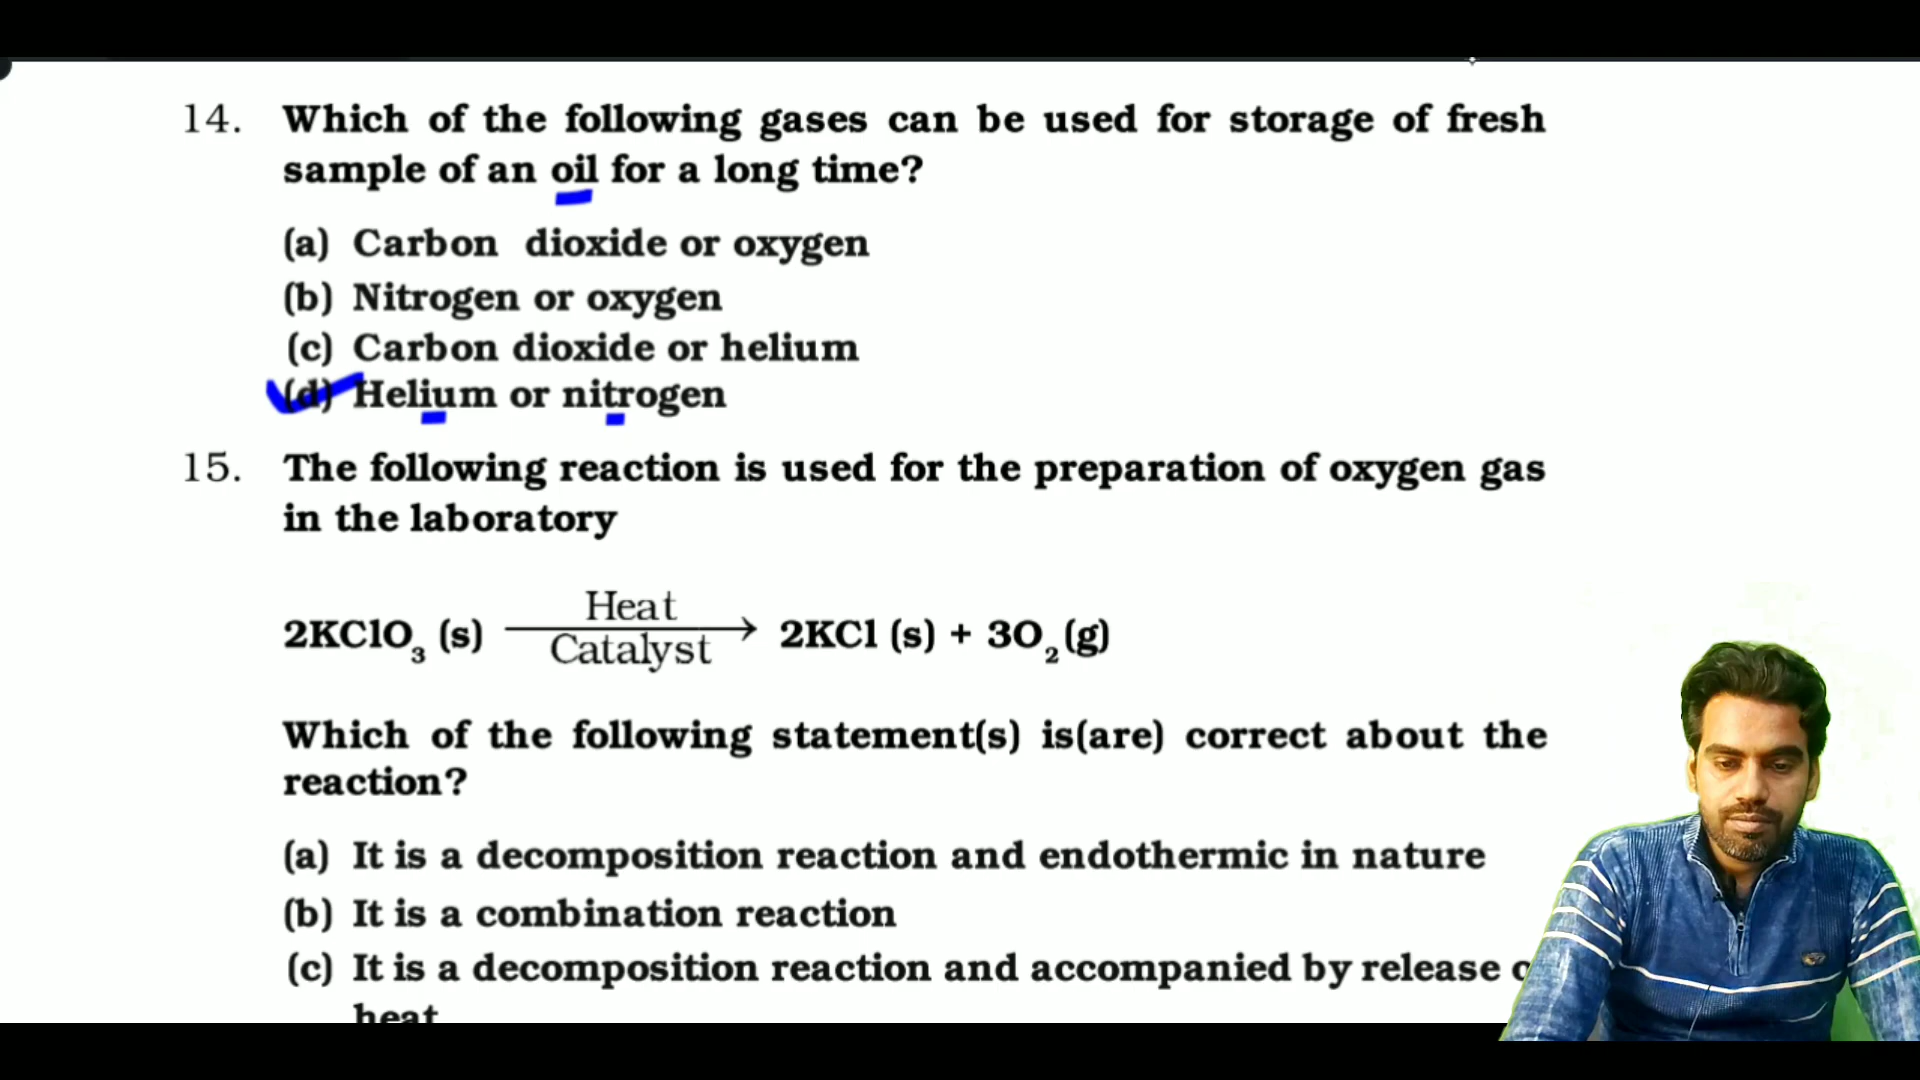 14. Which of the following gases can be used for storage of fresh
sample of an oil for a long time?
(a) Carbon dioxide or oxygen
(b) Nitrogen or oxygen
(c) Carbon dioxide or helium
(d) Helium or nitrogen
15. The following reaction is used for the preparation of oxygen gas
in the laboratory
Heat
2KClO₃ (s) ⟶ 2KCl (s) + 3O₂(g)
Catalyst
Which of the following statement(s) is(are) correct about the
reaction?
(a) It is a decomposition reaction and endothermic in nature
(b) It is a combination reaction
(c) It is a decomposition reaction and accompanied by release
heat